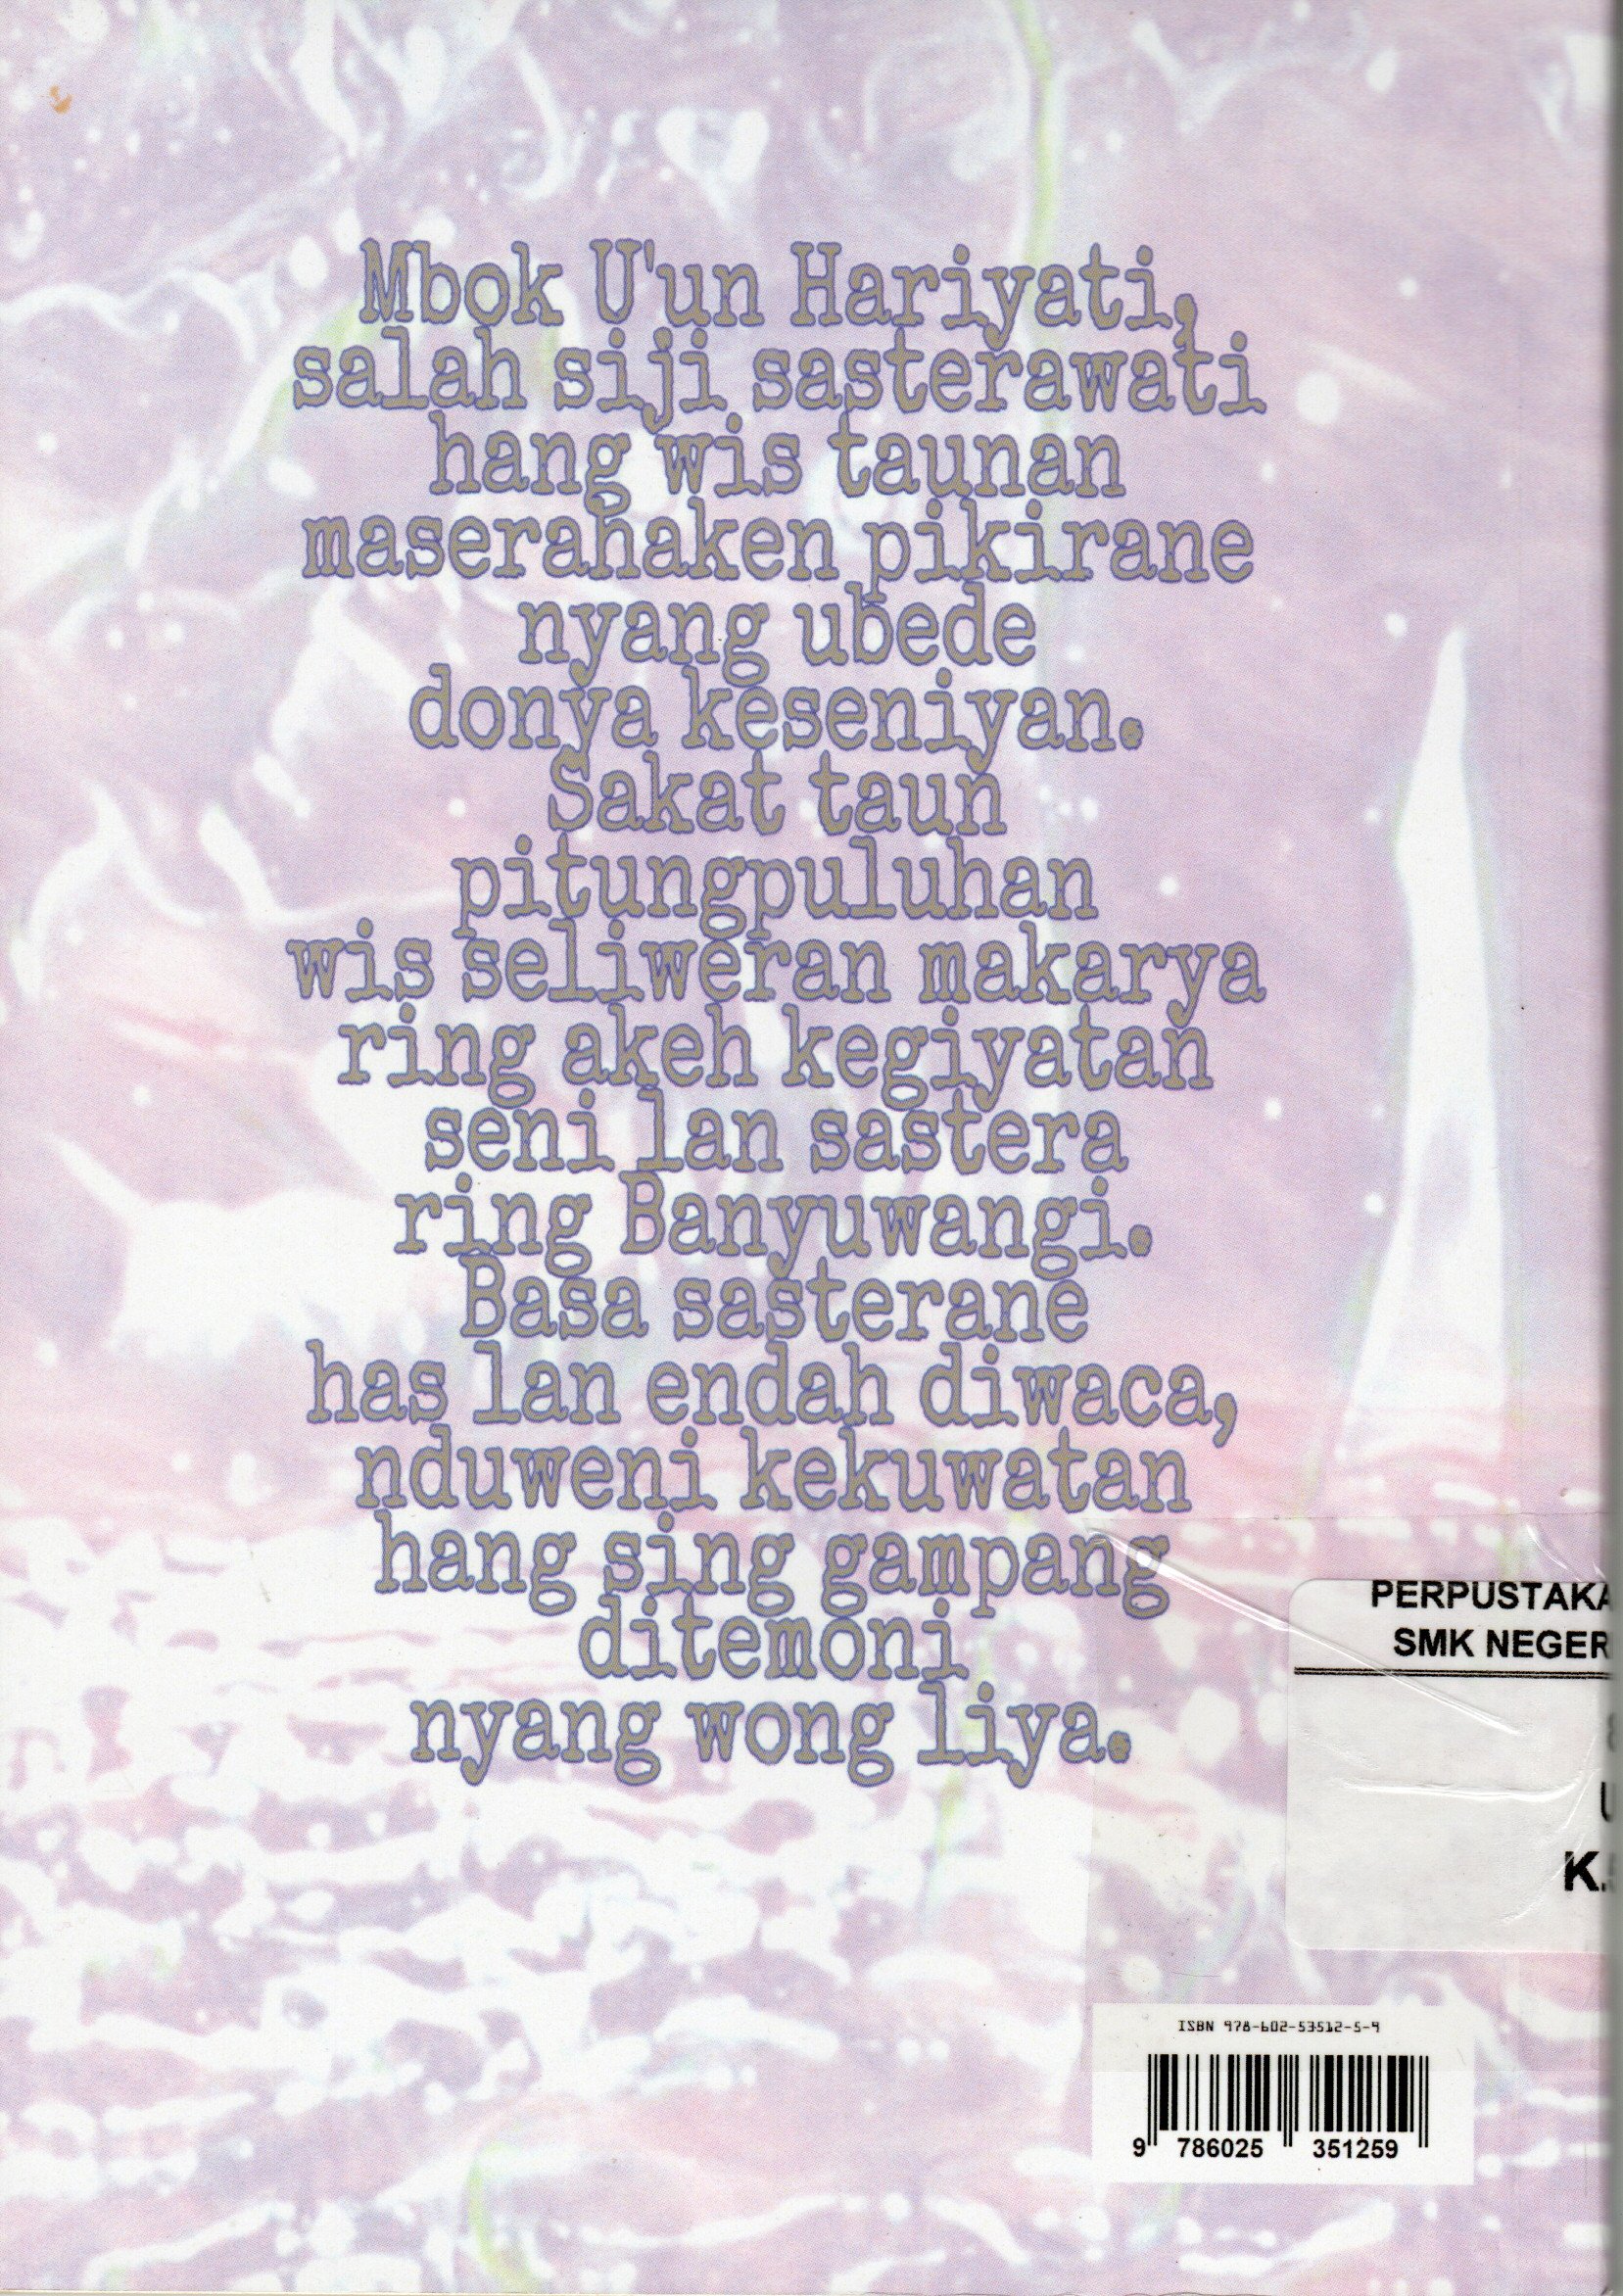 Mbok U'un Hariyati,
salah siji sasterawati
hang wis taunan
maserahaken pikirane
nyang ubede
donya keseniyan.
Sakat taun
pitungpuluhan
wis seliweran makarya
ring akeh kegiyatan
seni lan sastera
ring Banyuwangi.
Basa sasterane
has lan endah diwaca,
nduweni kekuwatan
hang sing gampang
ditemoni
nyang wong liya.
PERPUSTAKA
SMK NEGER
K.
ISBN 978-602-53512-5-9
9 786025 351259